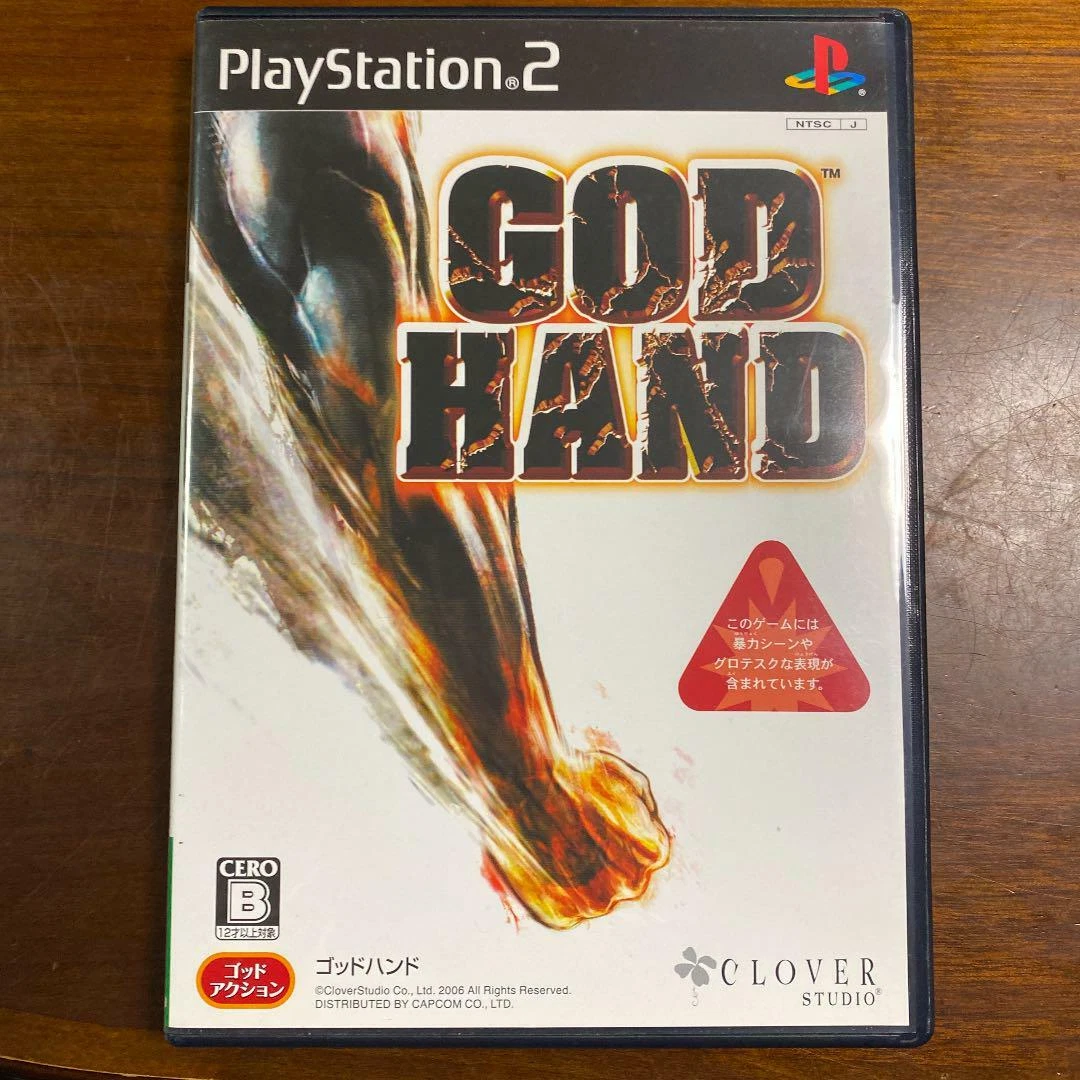 PlayStation®2
®
NTSC J
GOD™
HAND
このゲームには
暴力シーンや
グロテスクな表現が
含まれています。
CERO
B
12才以上対象
ゴッド
アクション
ゴッドハンド
©CloverStudio Co., Ltd. 2006 All Rights Reserved.
DISTRIBUTED BY CAPCOM CO., LTD.
CLOVER
STUDIO®